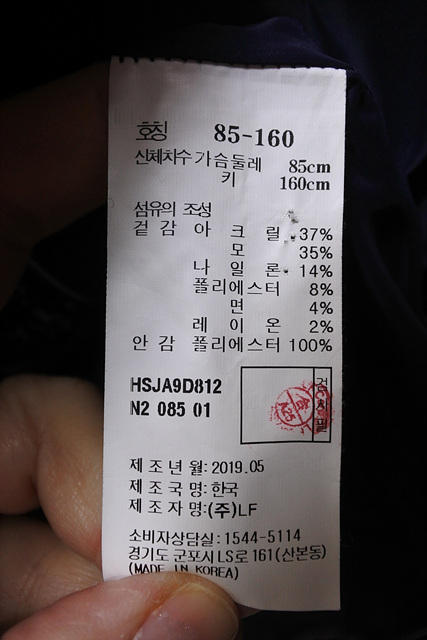 호칭 85-160
신체치수 가슴둘레 85cm
키 160cm
섬유의 조성
겉감 아크릴 37%
모 35%
나일론 14%
폴리에스터 8%
면 4%
레이온 2%
안감 폴리에스터 100%
HSJA9D812
N2 085 01
검사필
제조년월: 2019.05
제조국명: 한국
제조자명: (주)LF
소비자상담실: 1544-5114
경기도 군포시 LS로 161(산본동)
(MADE IN KOREA)